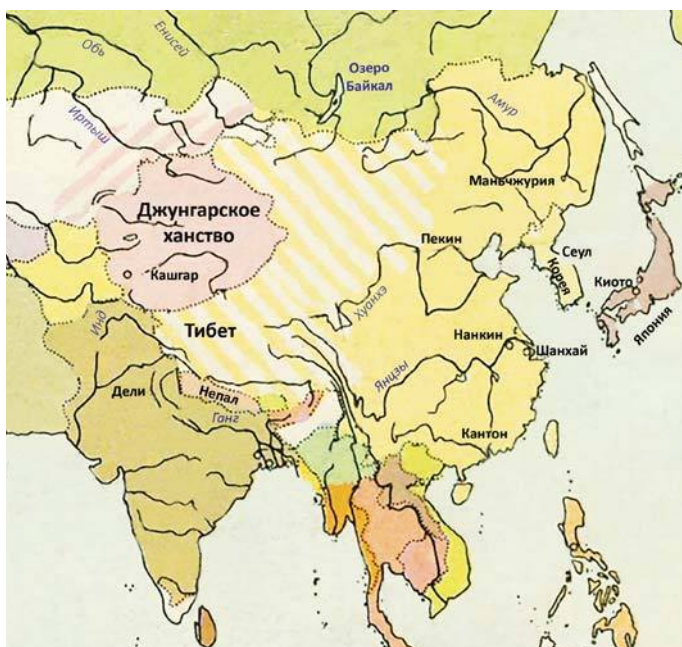 Обь
Енисей
Озеро
Байкал
Иртыш
Амур
Маньчжурия
Джунгарское
ханство
Пекин
Сеул
Корея
Кашгар
Киото
Хуанхэ
Япония
Инд
Тибет
Нанкин
Шанхай
Янцзы
Дели
Непал
Ганг
Кантон